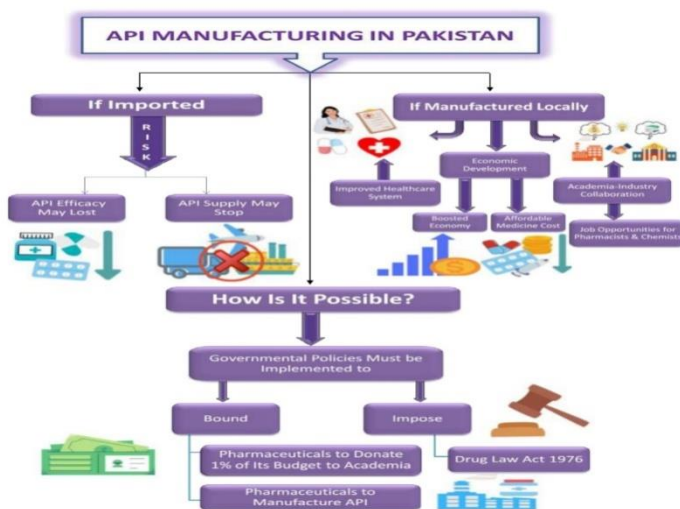 API MANUFACTURING IN PAKISTAN
If Imported
RISK
API Efficacy
May Lost
API Supply May
Stop
If Manufactured Locally
Improved Healthcare
System
Economic
Development
Boosted
Economy
Affordable
Medicine Cost
Academia-Industry
Collaboration
Job Opportunities for
Pharmacists & Chemists
How Is It Possible?
Governmental Policies Must be
Implemented to
Bound
Pharmaceuticals to Donate
1% of Its Budget to Academia
Pharmaceuticals to
Manufacture API
Impose
Drug Law Act 1976